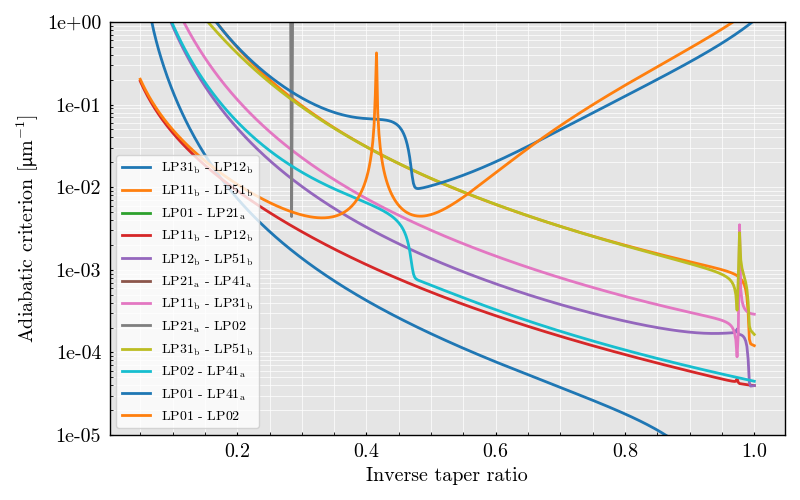 1e+00
1e-01
1e-02
1e-03
1e-04
1e-05
Adiabatic criterion [µm⁻¹]
LP31b - LP12b
LP11b - LP51b
LP01 - LP21a
LP11b - LP12b
LP12b - LP51b
LP21a - LP41a
LP11b - LP31b
LP21a - LP02
LP31b - LP51b
LP02 - LP41a
LP01 - LP41a
LP01 - LP02
0.2 0.4 0.6 0.8 1.0
Inverse taper ratio